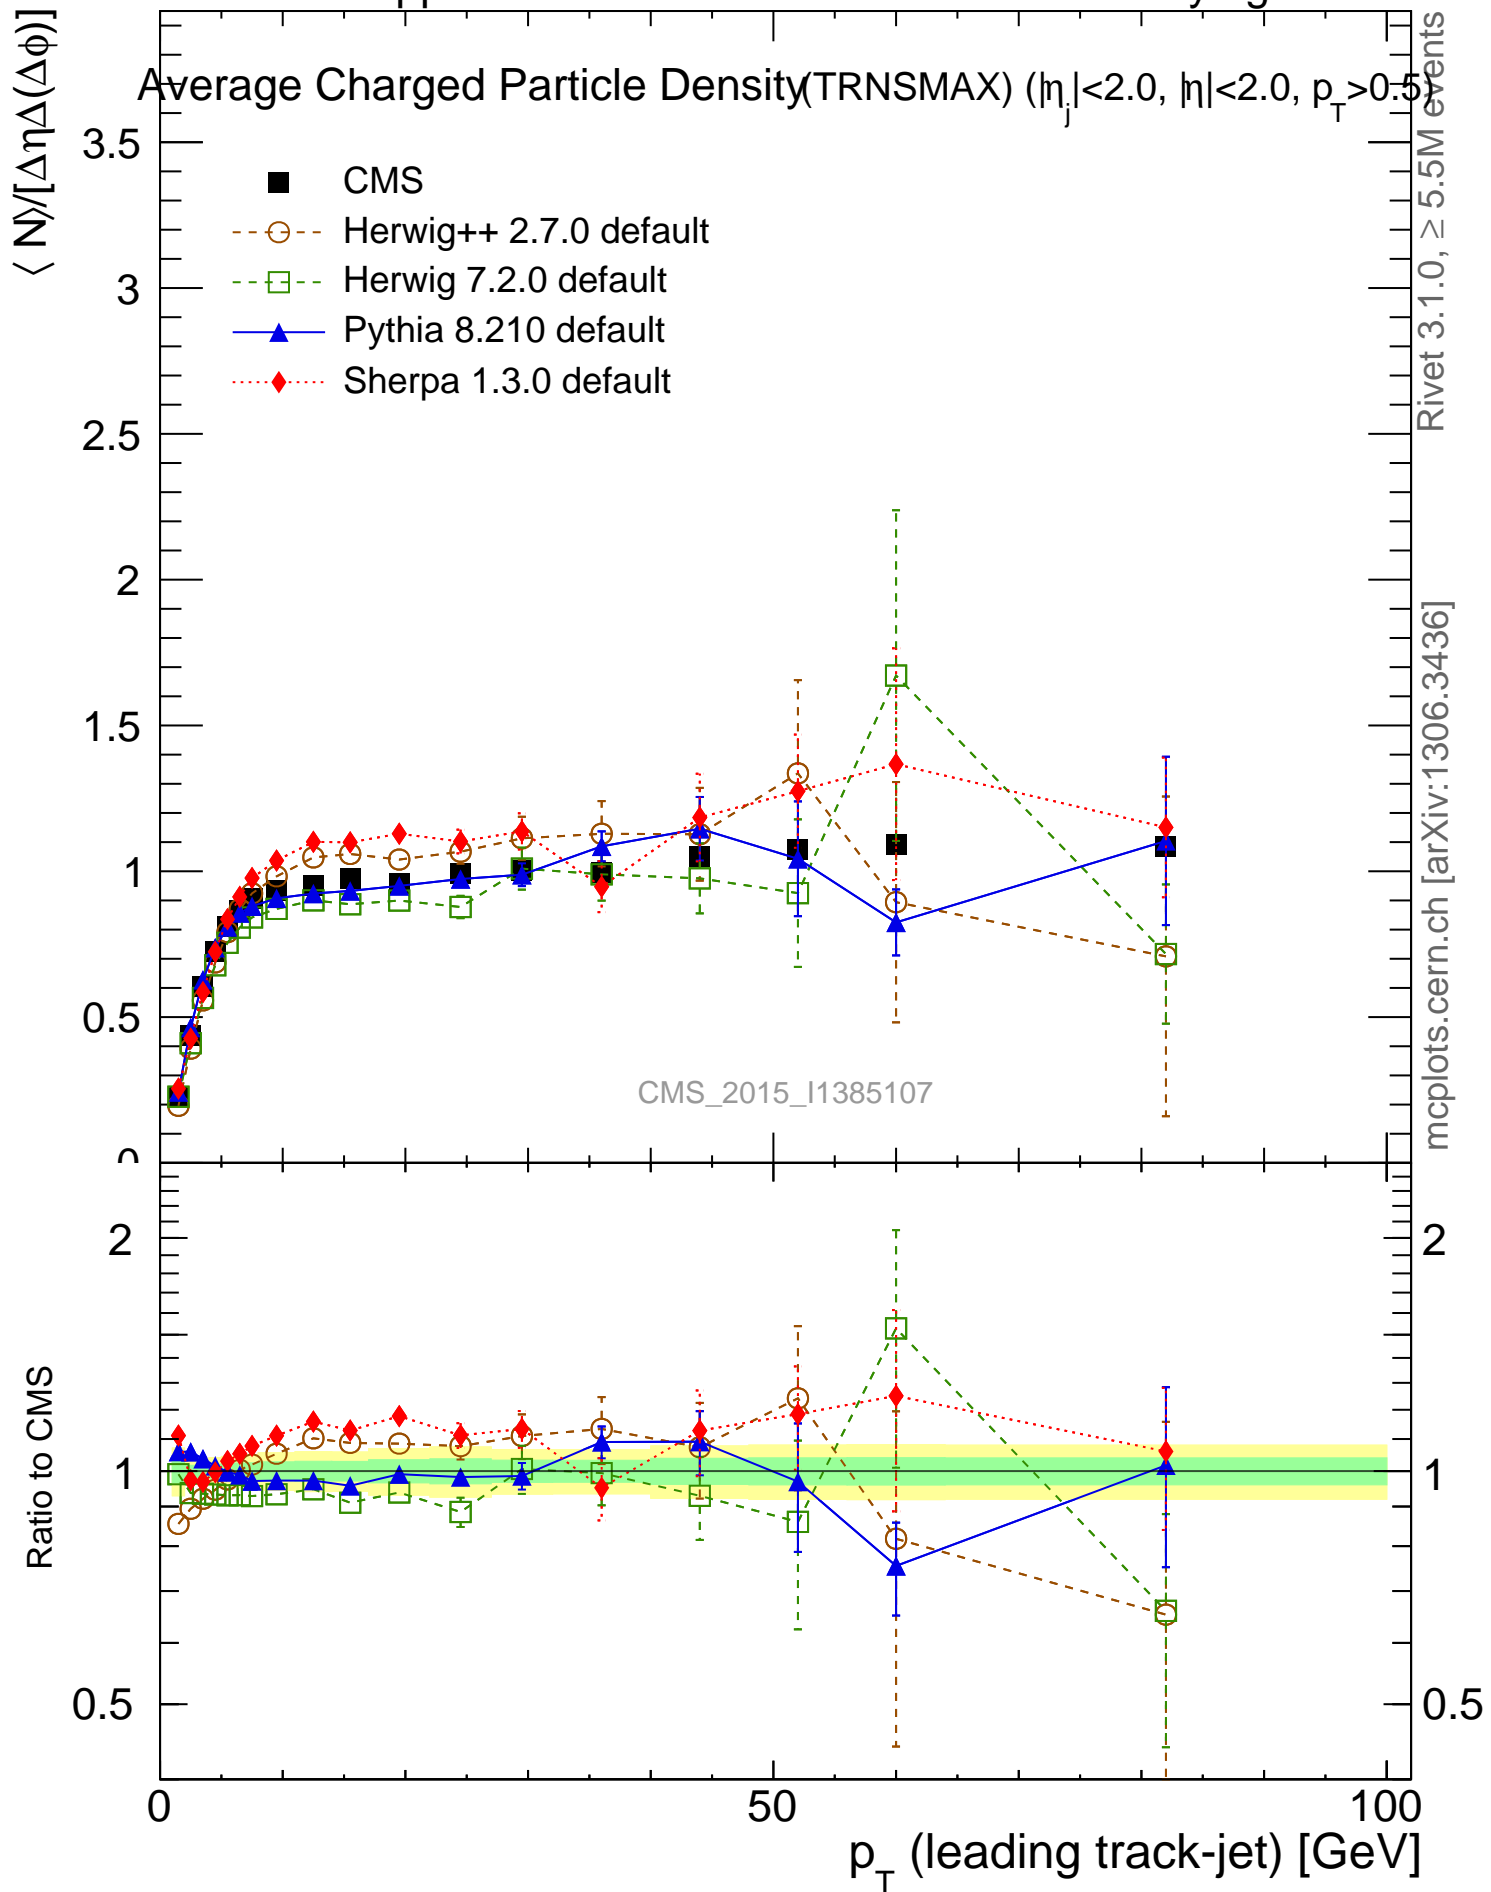 Average Charged Particle Density (TRNSMAX) (|η_j|<2.0, |η|<2.0, p_T>0.5)
⟨ N⟩/[ΔηΔ(Δϕ)]
3.5
3
2.5
2
1.5
1
0.5
0
CMS
Herwig++ 2.7.0 default
Herwig 7.2.0 default
Pythia 8.210 default
Sherpa 1.3.0 default
CMS_2015_I1385107
Rivet 3.1.0, ≥ 5.5M events
mcplots.cern.ch [arXiv:1306.3436]
Ratio to CMS
2
1
0.5
2
1
0.5
0
50
100
p_T (leading track-jet) [GeV]